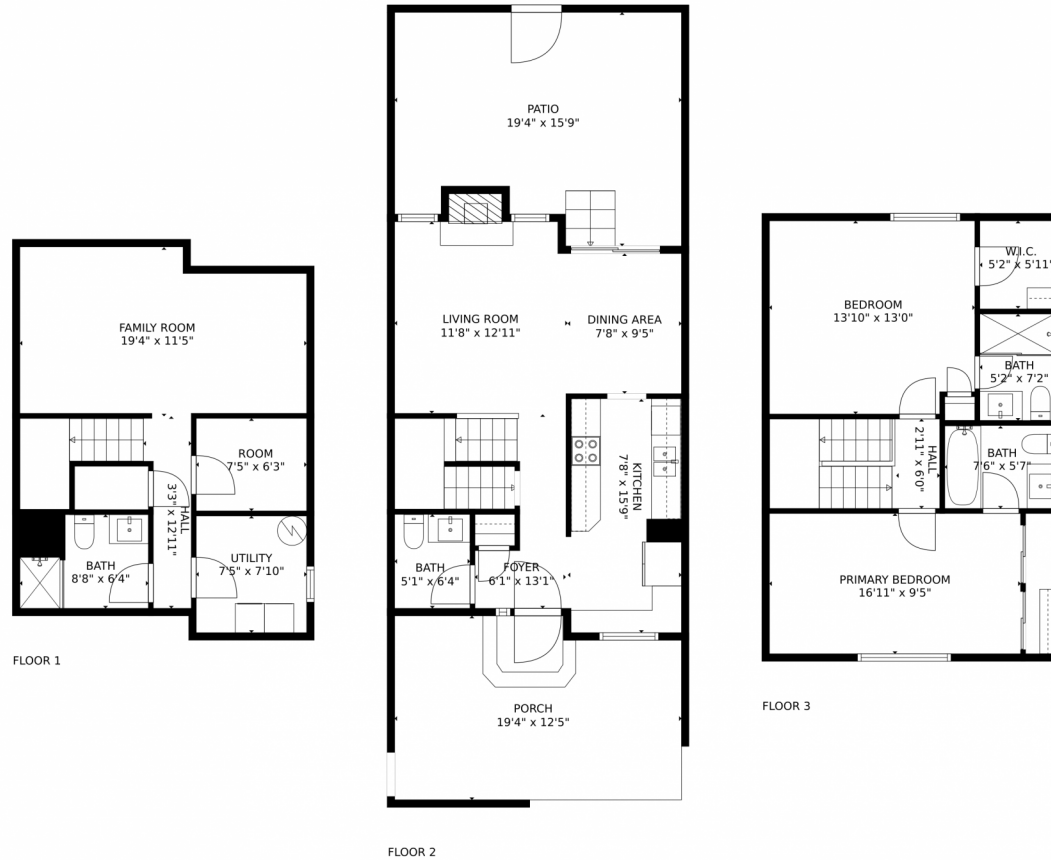 FAMILY ROOM
19'4" x 11'5"
ROOM
7'5" x 6'3"
HALL
3'3" x 12'11"
BATH
8'8" x 6'4"
UTILITY
7'5" x 7'10"
FLOOR 1
PATIO
19'4" x 15'9"
LIVING ROOM
11'8" x 12'11"
DINING AREA
7'8" x 9'5"
KITCHEN
7'8" x 15'9"
BATH
5'1" x 6'4"
FOYER
6'1" x 13'1"
PORCH
19'4" x 12'5"
FLOOR 2
W.I.C.
5'2" x 5'11"
BEDROOM
13'10" x 13'0"
BATH
5'2" x 7'2"
HALL
2'11" x 6'0"
BATH
7'6" x 5'7"
PRIMARY BEDROOM
16'11" x 9'5"
FLOOR 3